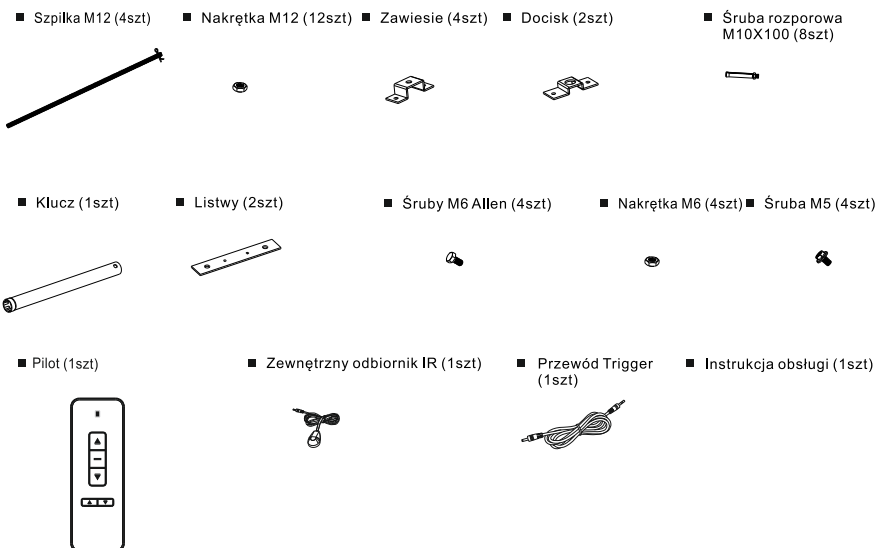 Szpilka M12 (4szt)
Nakrętka M12 (12szt)
Zawiesie (4szt)
Docisk (2szt)
Śruba rozporowa
M10X100 (8szt)
Klucz (1szt)
Listwy (2szt)
Śruby M6 Allen (4szt)
Nakrętka M6 (4szt)
Śruba M5 (4szt)
Pilot (1szt)
Zewnętrzny odbiornik IR (1szt)
Przewód Trigger
(1szt)
Instrukcja obsługi (1szt)